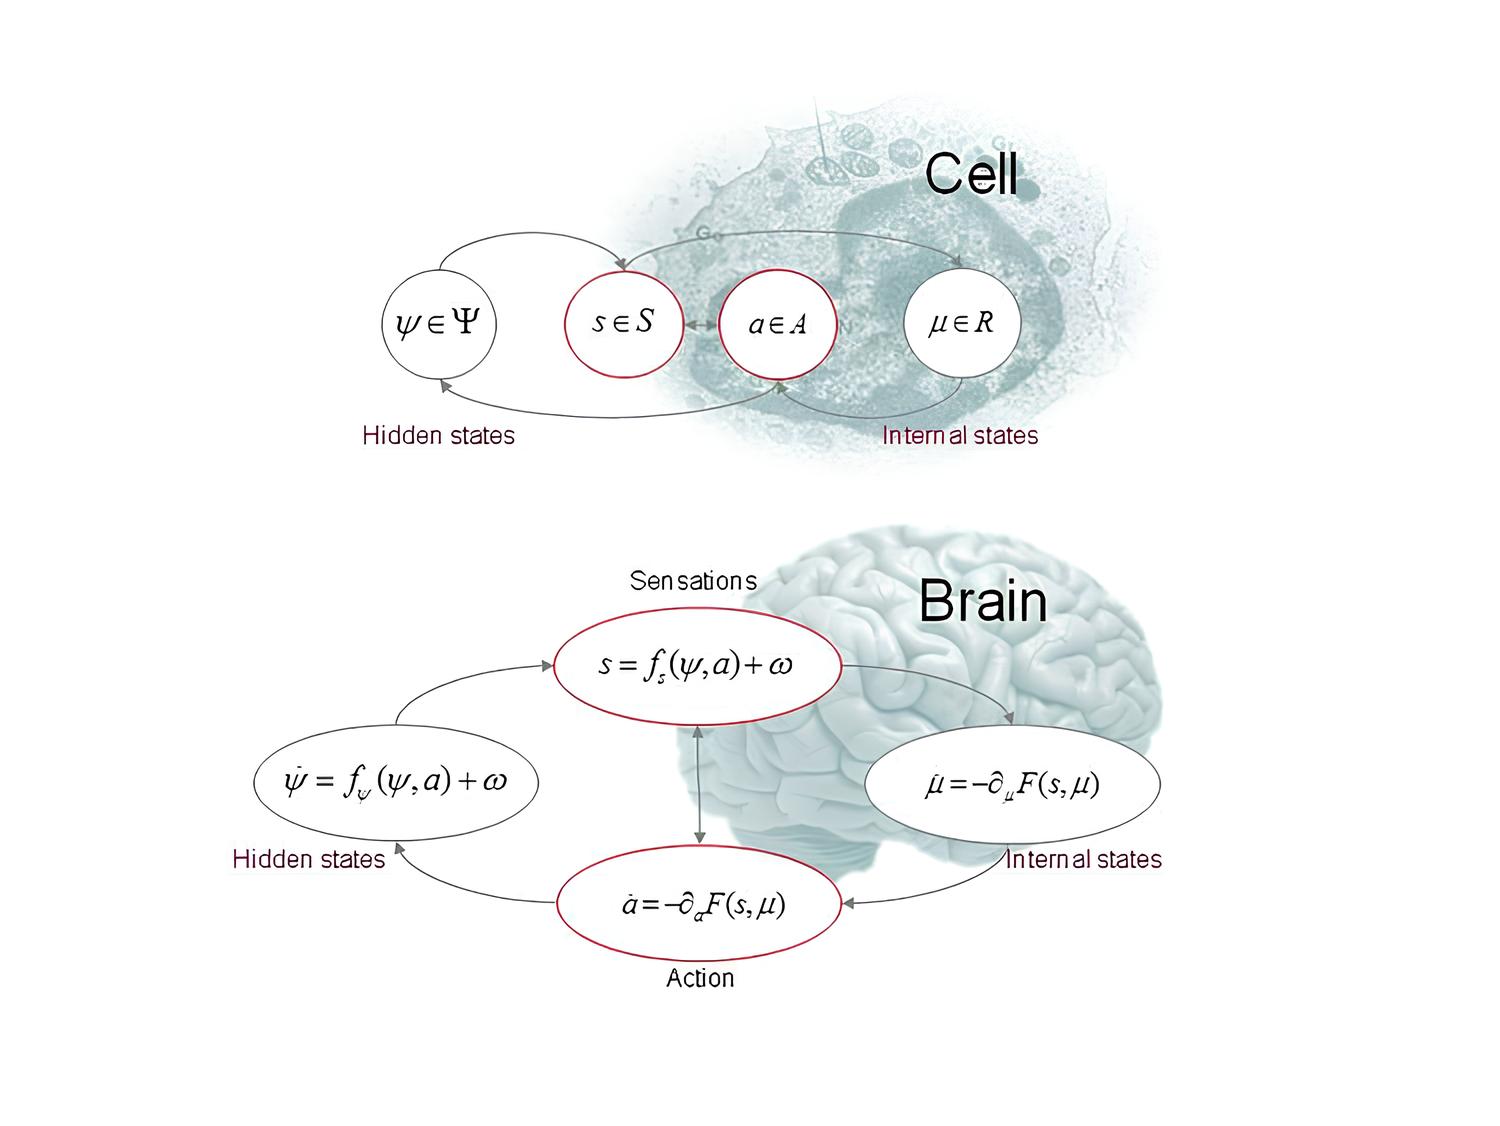 Cell
ψ ∈ Ψ
s ∈ S
a ∈ A
μ ∈ R
Hidden states
Internal states
Sensations
Brain
s = f_s(ψ, a) + ω
ψ̇ = f_ψ(ψ, a) + ω
μ̇ = −∂_μF(s, μ)
Hidden states
Internal states
ȧ = −∂_aF(s, μ)
Action